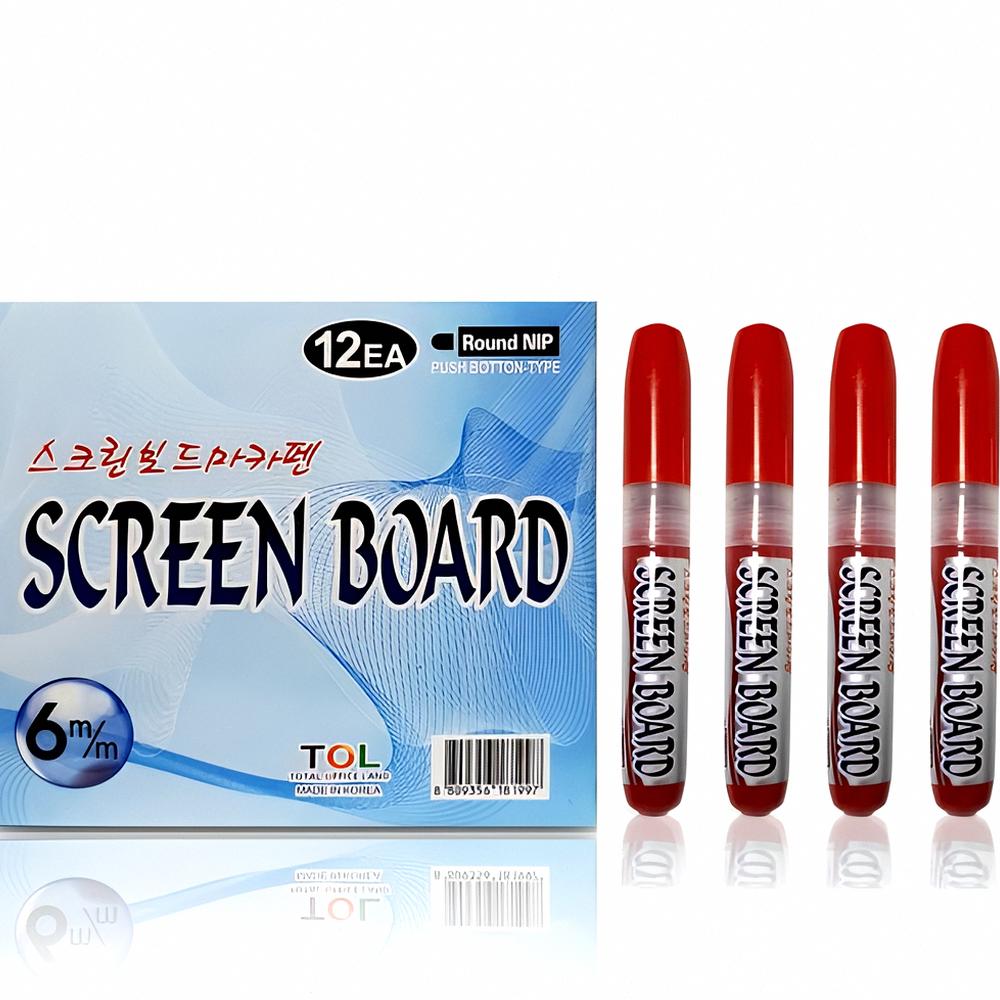 12EA
Round NIP
PUSH BOTTON-TYPE
스크린보드마카펜
SCREEN BOARD
6m/m
TOL
TOTAL OFFICE LAND
MADE IN KOREA
8 809356 181997
SCREEN BOARD
SCREEN BOARD
SCREEN BOARD
SCREEN BOARD